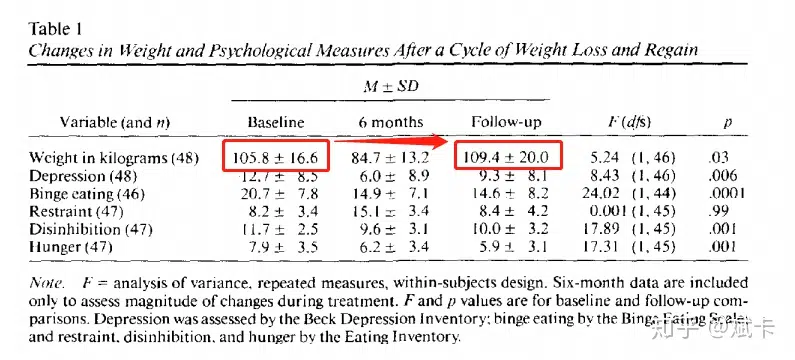 Table 1
Changes in Weight and Psychological Measures After a Cycle of Weight Loss and Regain
M ± SD
Variable (and n) Baseline 6 months Follow-up F (dfs) p
Weight in kilograms (48) 105.8 ± 16.6 84.7 ± 13.2 109.4 ± 20.0 5.24 (1, 46) .03
Depression (48) 12.7 ± 8.5 6.0 ± 8.9 9.3 ± 8.1 8.43 (1, 46) .006
Binge eating (46) 20.7 ± 7.8 14.9 ± 7.1 14.6 ± 8.2 24.02 (1, 44) .0001
Restraint (47) 8.2 ± 3.4 15.1 ± 3.4 8.4 ± 4.2 0.001 (1, 45) .99
Disinhibition (47) 11.7 ± 2.5 9.6 ± 3.1 10.0 ± 3.2 17.89 (1, 45) .001
Hunger (47) 7.9 ± 3.5 6.2 ± 3.4 5.9 ± 3.1 17.31 (1, 45) .001
Note. F = analysis of variance, repeated measures, within-subjects design. Six-month data are included
only to assess magnitude of changes during treatment. F and p values are for baseline and follow-up com-
parisons. Depression was assessed by the Beck Depression Inventory; binge eating by the Binge Eating Scale;
and restraint, disinhibition, and hunger by the Eating Inventory.
知乎 @斌卡